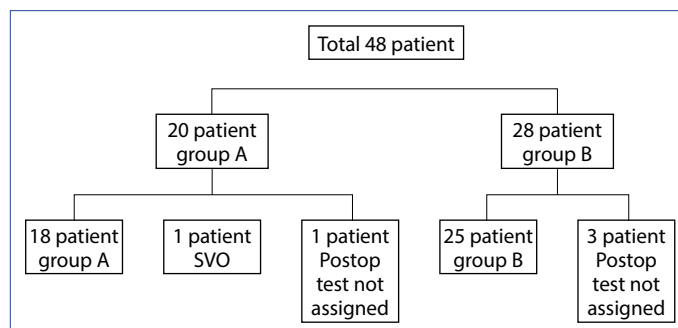 Total 48 patient
20 patient
group A
28 patient
group B
18 patient
group A
1 patient
SVO
1 patient
Postop
test not
assigned
25 patient
group B
3 patient
Postop
test not
assigned